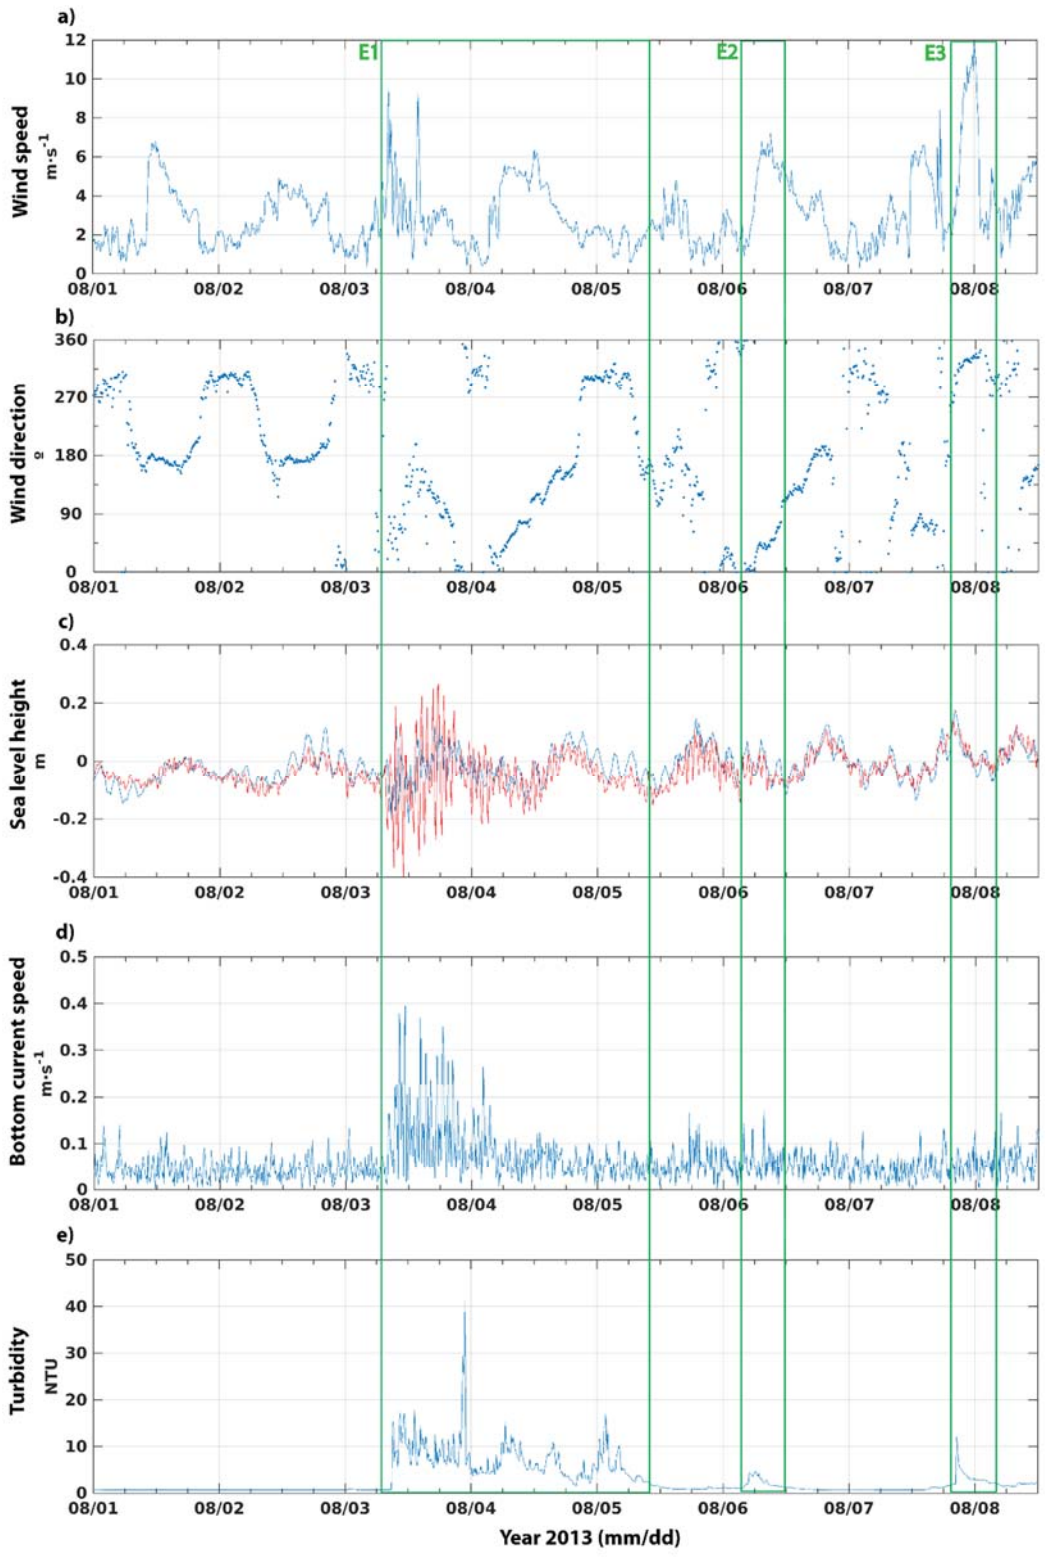 a)
E1 E2 E3
Wind speed
m·s⁻¹
12
10
8
6
4
2
0
08/01 08/02 08/03 08/04 08/05 08/06 08/07 08/08
b)
Wind direction
º
360
270
180
90
0
08/01 08/02 08/03 08/04 08/05 08/06 08/07 08/08
c)
Sea level height
m
0.4
0.2
0
-0.2
-0.4
08/01 08/02 08/03 08/04 08/05 08/06 08/07 08/08
d)
Bottom current speed
m·s⁻¹
0.5
0.4
0.3
0.2
0.1
0
08/01 08/02 08/03 08/04 08/05 08/06 08/07 08/08
e)
Turbidity
NTU
50
40
30
20
10
0
08/01 08/02 08/03 08/04 08/05 08/06 08/07 08/08
Year 2013 (mm/dd)